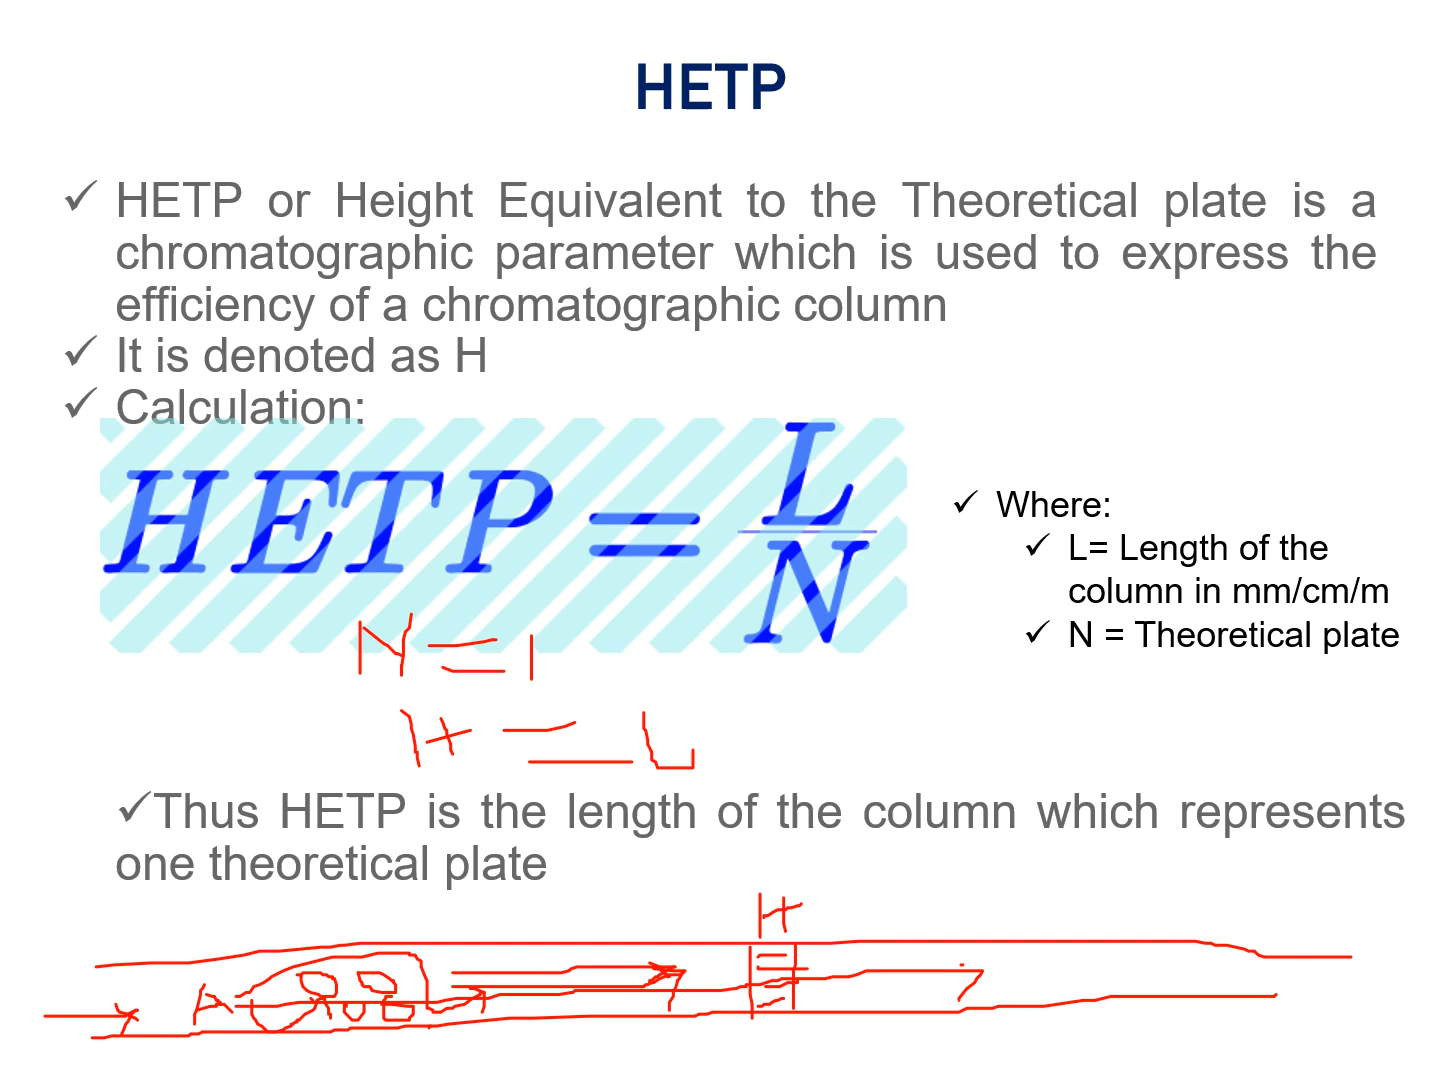 HETP
✓ HETP or Height Equivalent to the Theoretical plate is a
chromatographic parameter which is used to express the
efficiency of a chromatographic column
✓ It is denoted as H
✓ Calculation:
HETP = L/N
✓ Where:
✓ L= Length of the
column in mm/cm/m
✓ N = Theoretical plate
N = 1
H = L
✓Thus HETP is the length of the column which represents
one theoretical plate
H
A